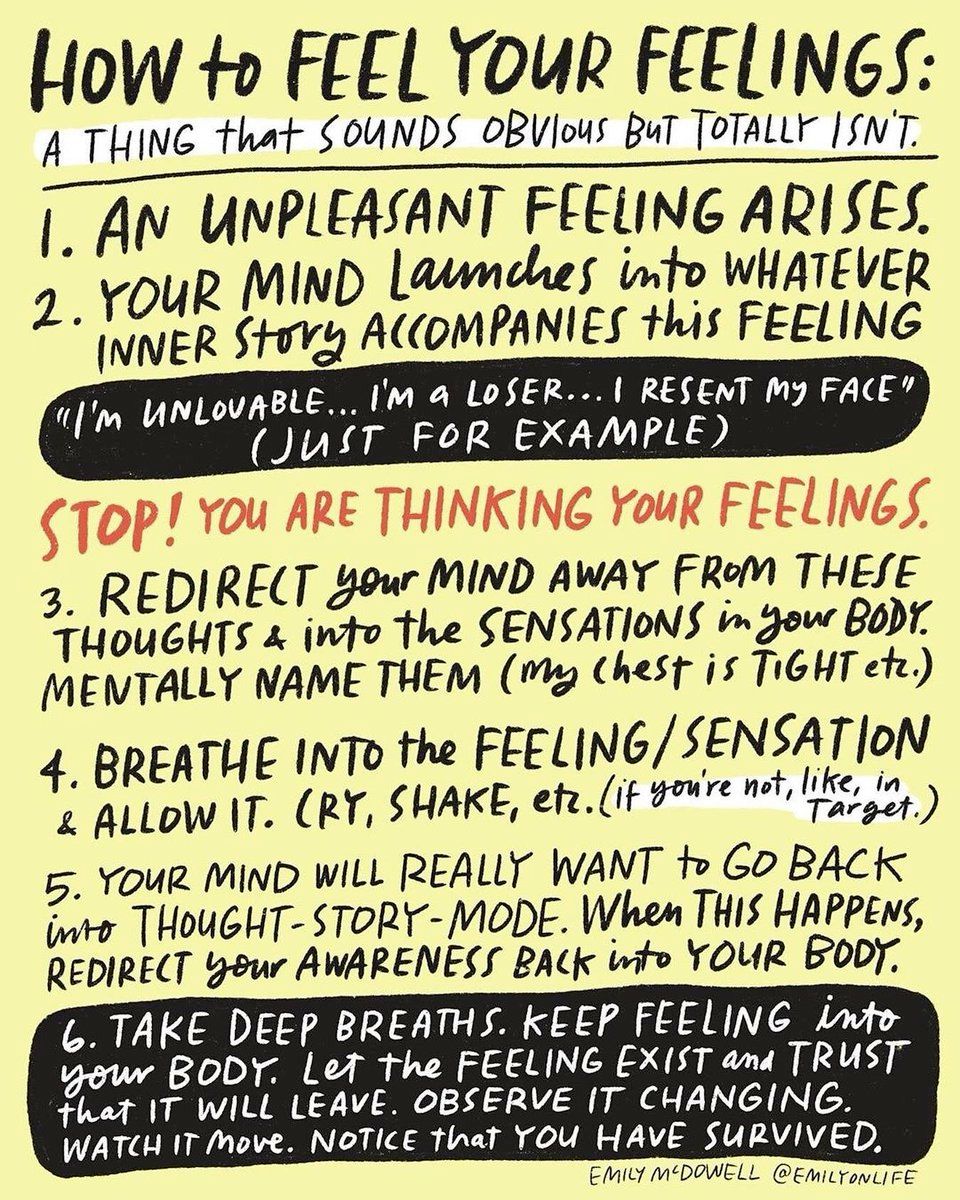 HOW to FEEL YOUR FEELINGS:
A THING that SOUNDS OBVIOUS BUT TOTALLY ISN'T.
1. AN UNPLEASANT FEELING ARISES.
2. YOUR MIND Launches into WHATEVER
INNER Story ACCOMPANIES this FEELING
"I'm UNLOVABLE... I'm a LOSER... I RESENT My FACE"
(JUST FOR EXAMPLE)
STOP! YOU ARE THINKING YOUR FEELINGS.
3. REDIRECT your MIND AWAY FROM THESE
THOUGHTS & into the SENSATIONS in your BODY.
MENTALLY NAME THEM (my chest is TIGHT etc.)
4. BREATHE INTO the FEELING/SENSATION
& ALLOW IT. CRY, SHAKE, etc. (if you're not, like, in
Target.)
5. YOUR MIND WILL REALLY WANT to GO BACK
into THOUGHT-STORY-MODE. When THIS HAPPENS,
REDIRECT your AWARENESS BACK into YOUR BODY.
6. TAKE DEEP BREATHS. KEEP FEELING into
your BODY. Let the FEELING EXIST and TRUST
that IT WILL LEAVE. OBSERVE IT CHANGING.
WATCH IT Move. NOTICE that YOU HAVE SURVIVED.
EMILY McDOWELL @EMILYONLIFE